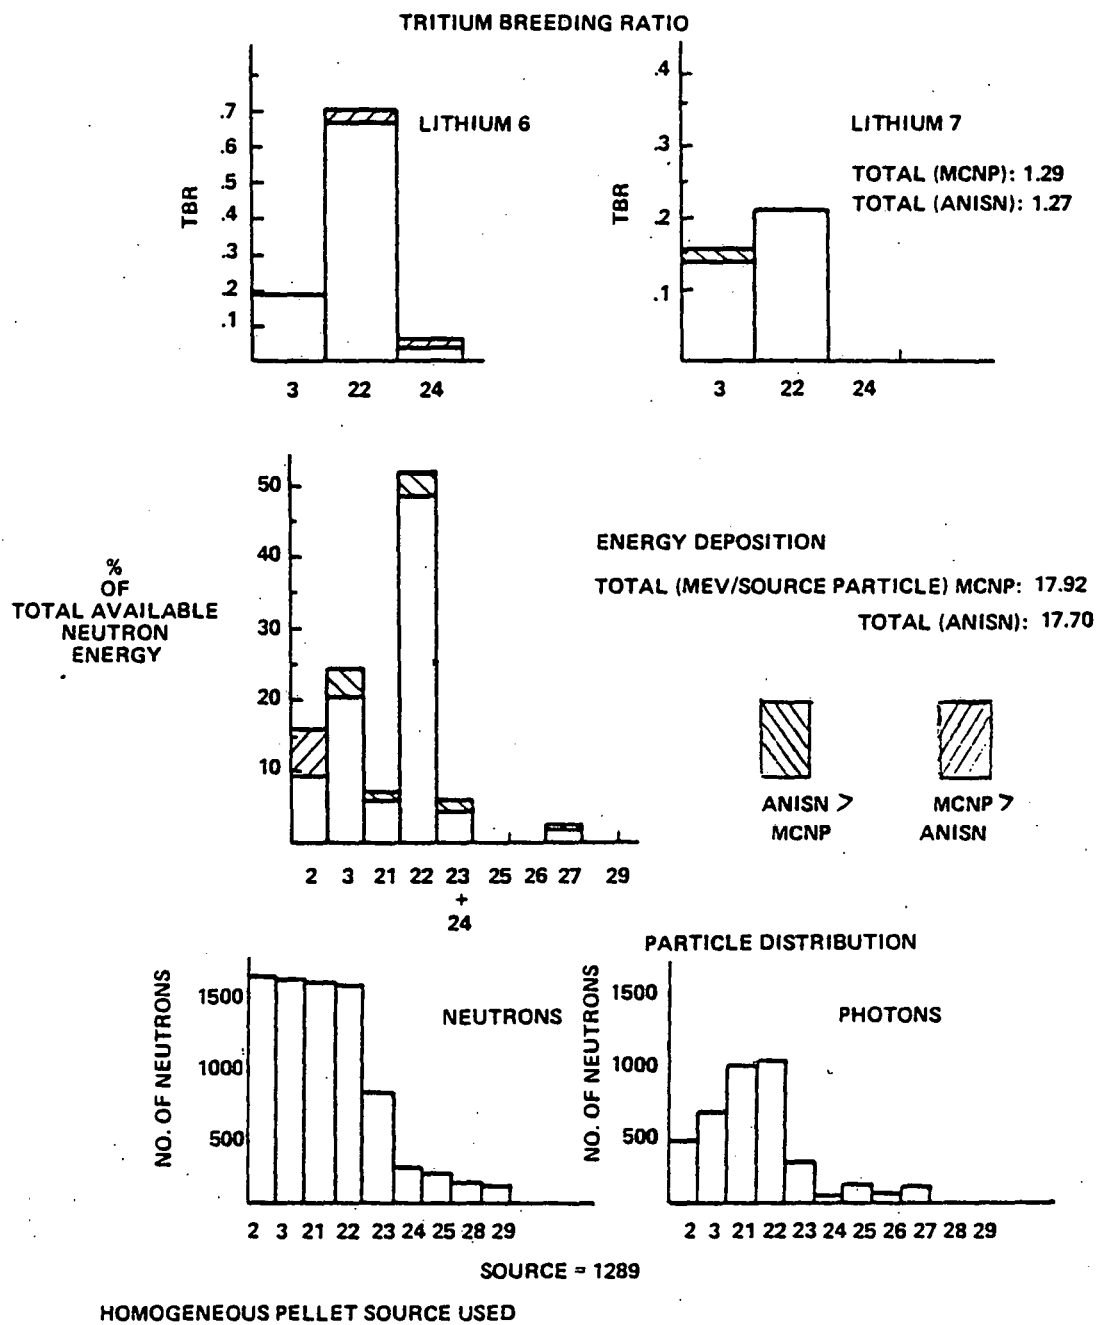 TRITIUM BREEDING RATIO
.7
.6
.5
.4
.3
.2
.1
TBR
LITHIUM 6
3 22 24
.4
.3
.2
.1
TBR
LITHIUM 7
TOTAL (MCNP): 1.29
TOTAL (ANISN): 1.27
3 22 24
%
OF
TOTAL AVAILABLE
NEUTRON
ENERGY
50
40
30
20
10
2 3 21 22 23 25 26 27 29
+
24
ENERGY DEPOSITION
TOTAL (MEV/SOURCE PARTICLE) MCNP: 17.92
TOTAL (ANISN): 17.70
ANISN >
MCNP
MCNP >
ANISN
PARTICLE DISTRIBUTION
NO. OF NEUTRONS
1500
1000
500
NEUTRONS
2 3 21 22 23 24 25 28 29
NO. OF NEUTRONS
1500
1000
500
PHOTONS
2 3 21 22 23 24 25 26 27 28 29
SOURCE = 1289
HOMOGENEOUS PELLET SOURCE USED